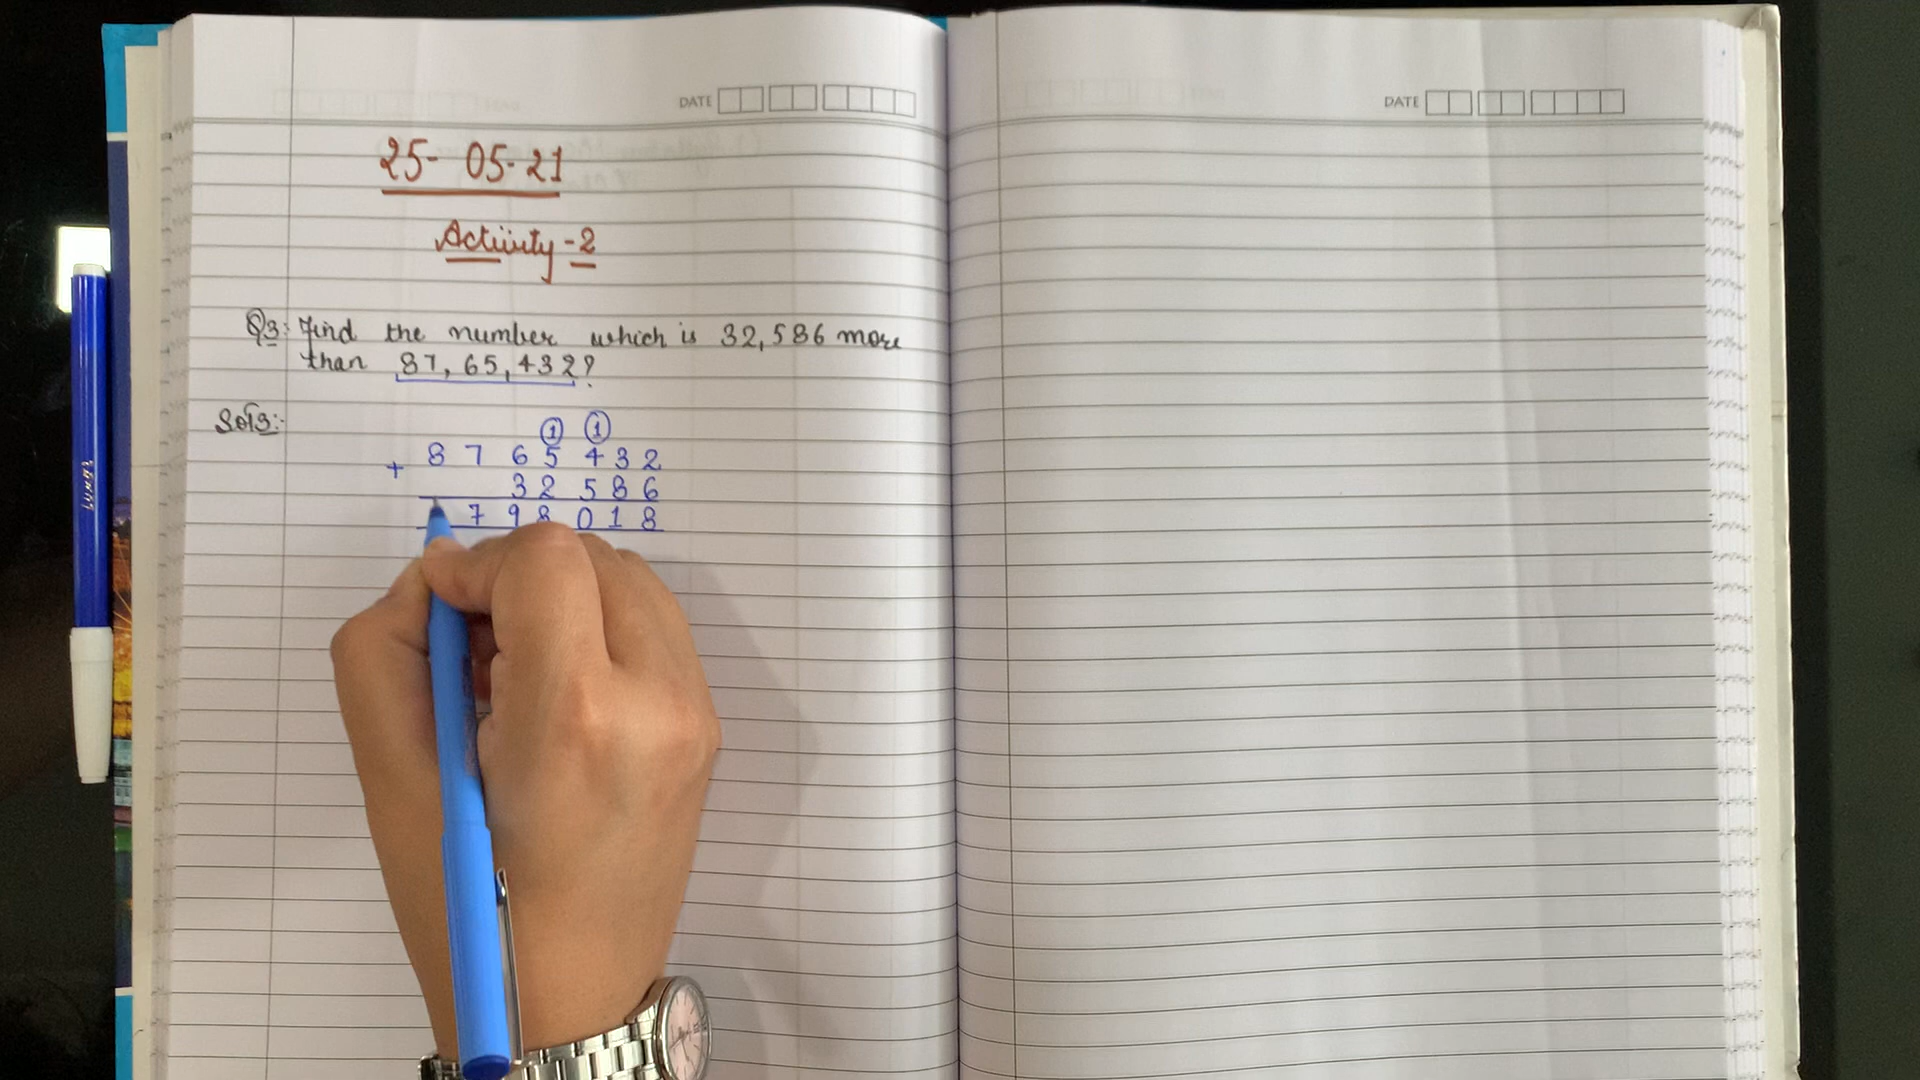 DATE
DATE
25-05-21
Activity-2
Q3: Find the number which is 32,586 more
than 87,65,432?
Sol3:-
1 1
8 7 6 5 4 3 2
+ 3 2 5 8 6
7 9 8 0 1 8